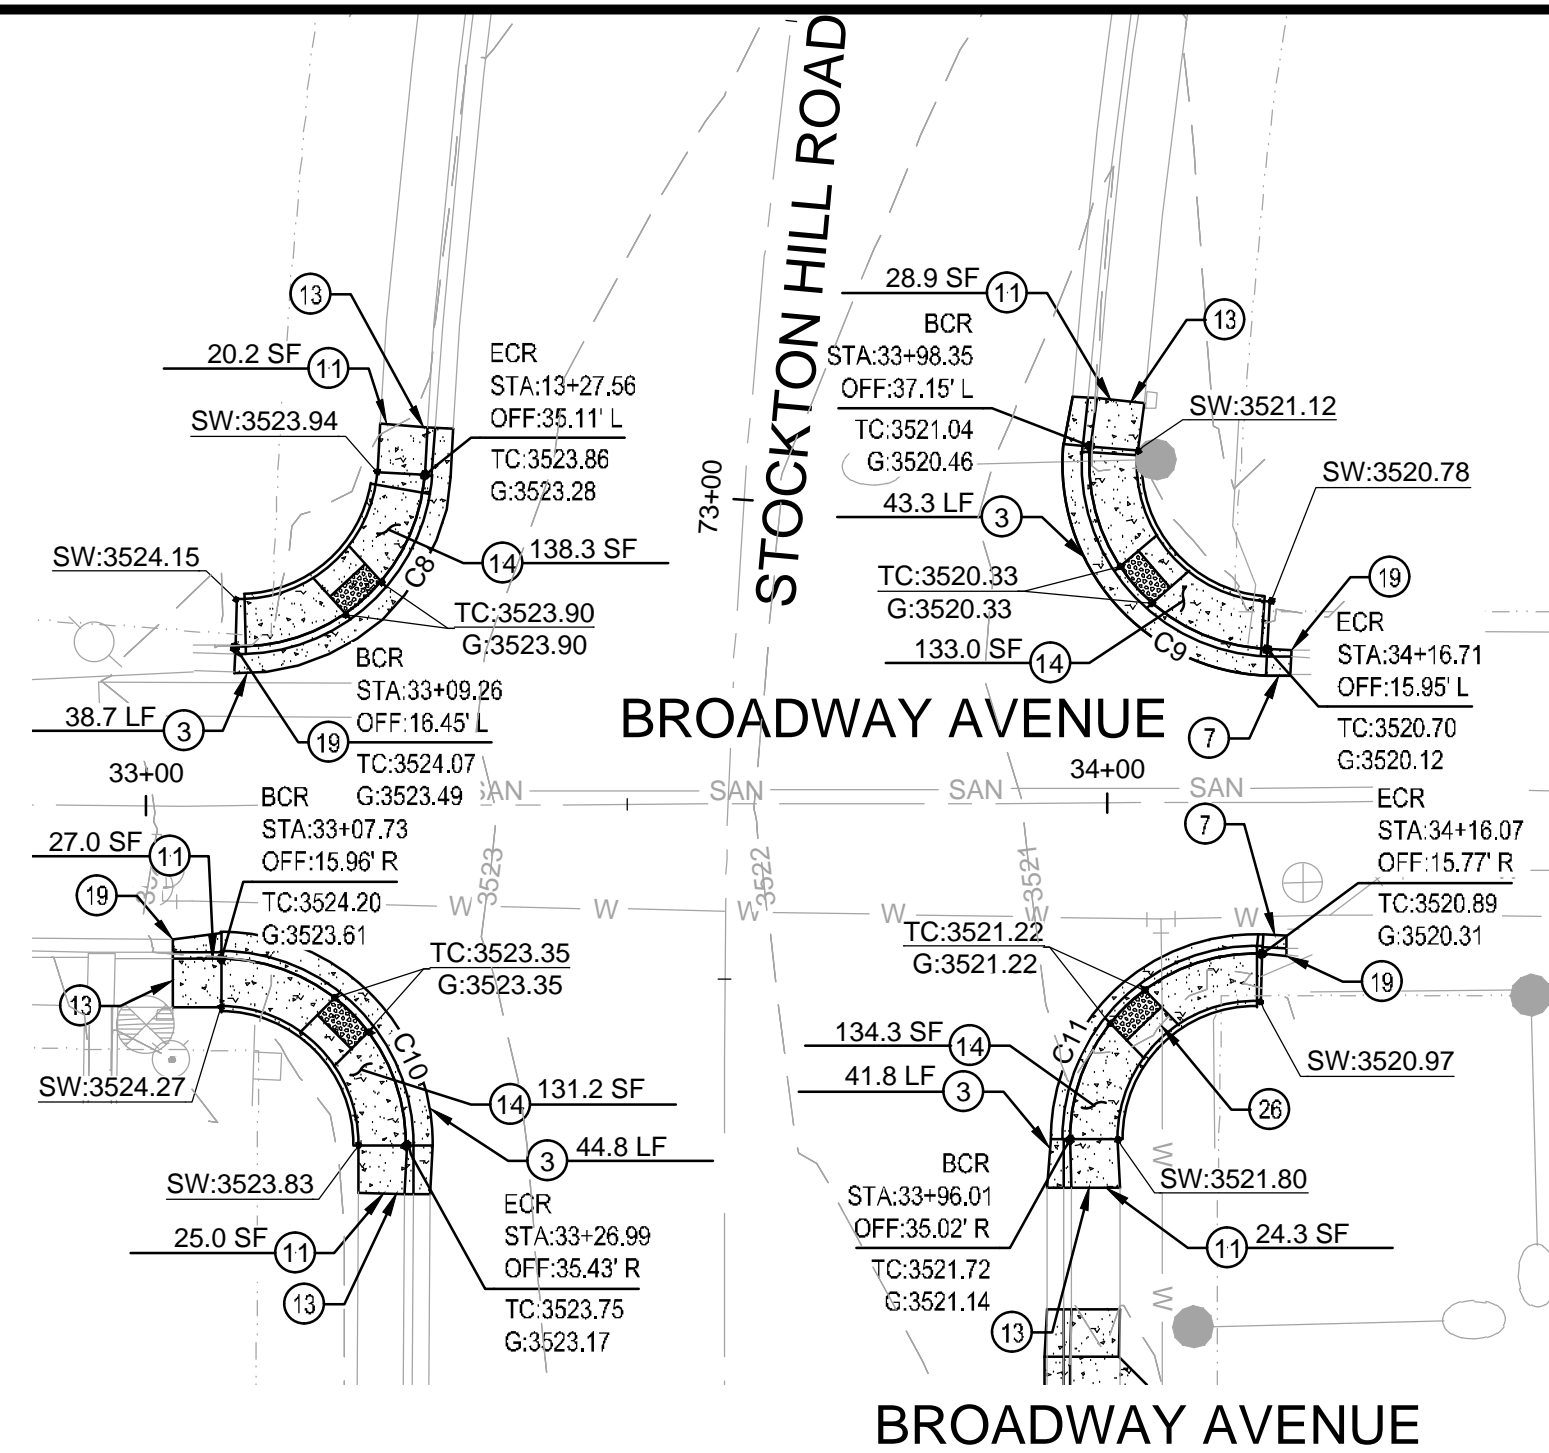 STOCKTON HILL ROAD
73+00
13
20.2 SF
11
SW:3523.94
ECR
STA:13+27.56
OFF:35.11' L
TC:3523.86
G:3523.28
14
138.3 SF
C8
SW:3524.15
TC:3523.90
G:3523.90
BCR
STA:33+09.26
OFF:16.45' L
TC:3524.07
G:3523.49
38.7 LF
3
19
28.9 SF
11
13
BCR
STA:33+98.35
OFF:37.15' L
TC:3521.04
G:3520.46
SW:3521.12
SW:3520.78
43.3 LF
3
TC:3520.33
G:3520.33
133.0 SF
14
C9
19
ECR
STA:34+16.71
OFF:15.95' L
TC:3520.70
G:3520.12
7
BROADWAY AVENUE
33+00
34+00
SAN
SAN
SAN
SAN
BCR
STA:33+07.73
OFF:15.96' R
TC:3524.20
G:3523.61
27.0 SF
11
19
13
3523
3522
3521
W
W
W
W
W
W
TC:3523.35
G:3523.35
C10
SW:3524.27
14
131.2 SF
3
44.8 LF
SW:3523.83
25.0 SF
11
13
ECR
STA:33+26.99
OFF:35.43' R
TC:3523.75
G:3523.17
7
ECR
STA:34+16.07
OFF:15.77' R
TC:3520.89
G:3520.31
TC:3521.22
G:3521.22
19
C11
134.3 SF
14
41.8 LF
3
SW:3520.97
26
BCR
STA:33+96.01
OFF:35.02' R
TC:3521.72
G:3521.14
SW:3521.80
W
W
11
24.3 SF
13
BROADWAY AVENUE